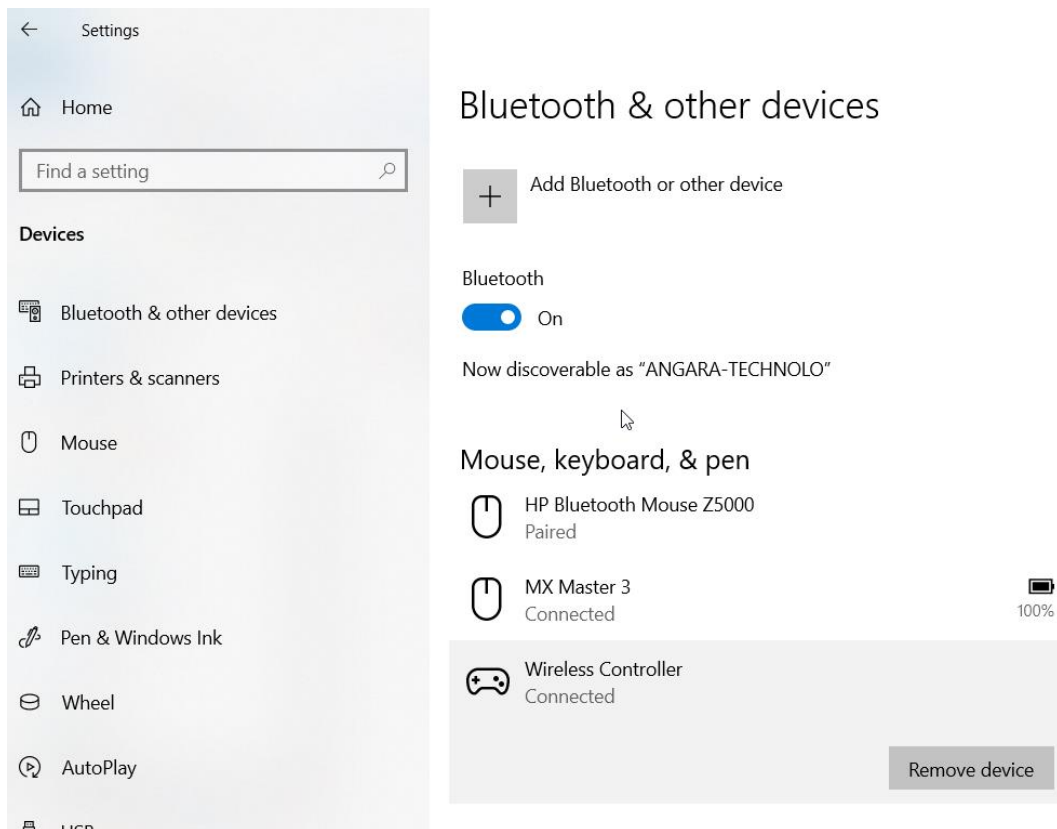 Settings
Home
Find a setting
Devices
Bluetooth & other devices
Printers & scanners
Mouse
Touchpad
Typing
Pen & Windows Ink
Wheel
AutoPlay
USB
Bluetooth & other devices
Add Bluetooth or other device
Bluetooth
On
Now discoverable as “ANGARA-TECHNOLO”
Mouse, keyboard, & pen
HP Bluetooth Mouse Z5000
Paired
MX Master 3
Connected
100%
Wireless Controller
Connected
Remove device